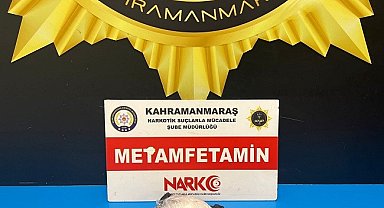 KAHRAMANMARAŞ
KAHRAMANMARAŞ
NARKOTİK SUÇLARLA MÜCADELE
ŞUBE MÜDÜRLÜĞÜ
METAMFETAMİN
NARKO